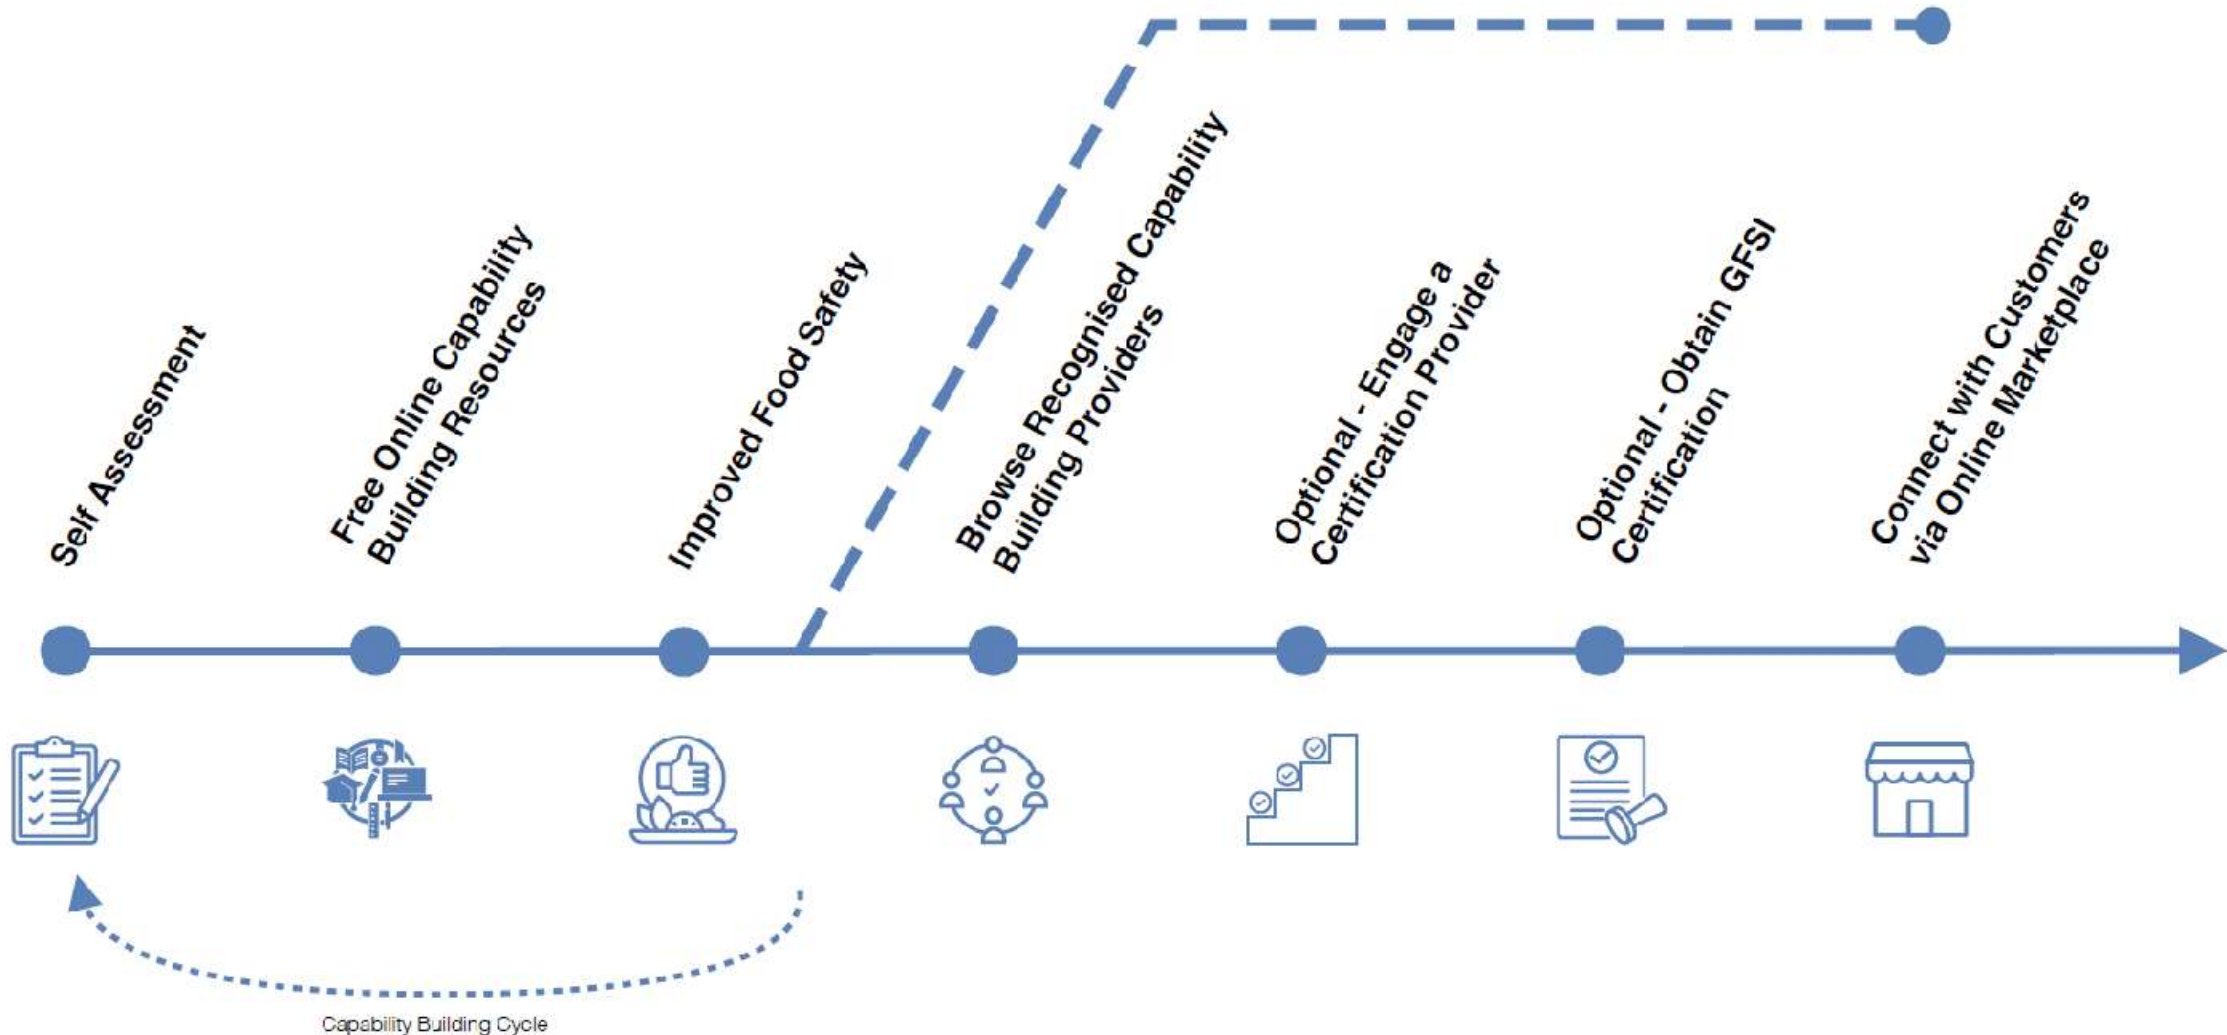 Self Assessment
Free Online Capability
Building Resources
Improved Food Safety
Browse Recognised Capability
Building Providers
Optional - Engage a
Certification Provider
Optional - Obtain GFSI
Certification
Connect with Customers
via Online Marketplace
Capability Building Cycle